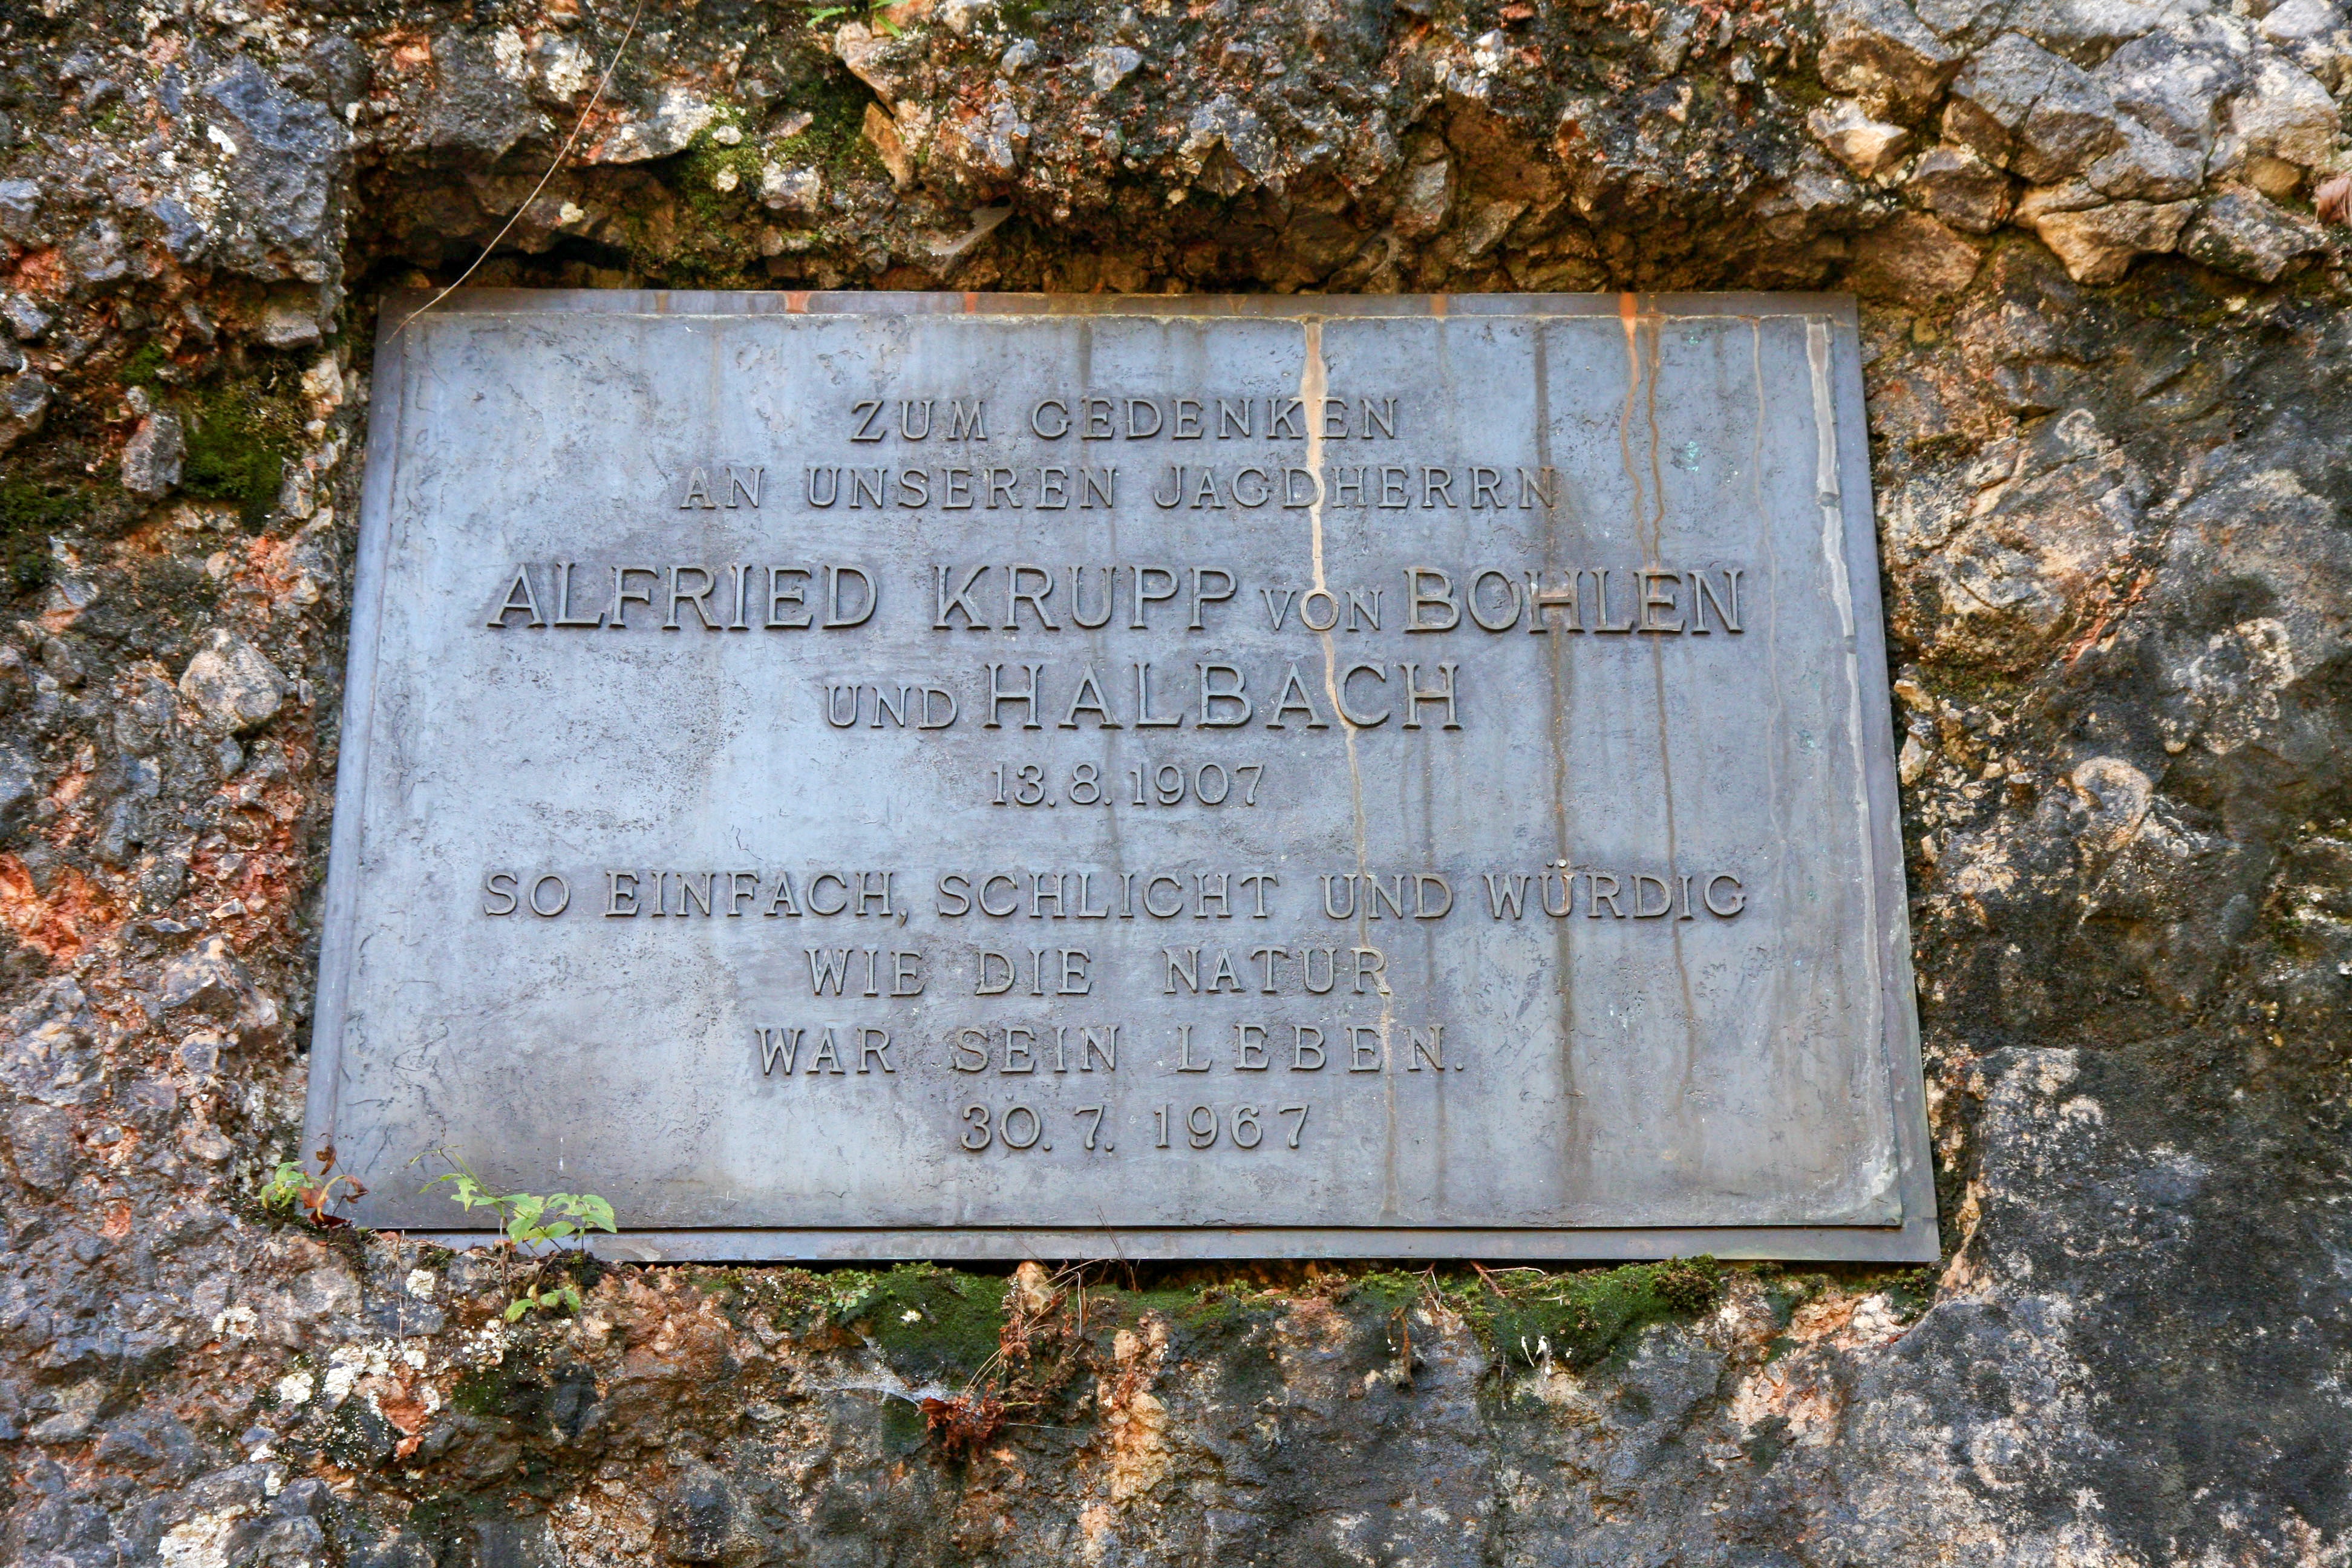 ZUM GEDENKEN
AN UNSEREN JAGDHERRN
ALFRIED KRUPP VON BOHLEN
UND HALBACH
13. 8. 1907
SO EINFACH, SCHLICHT UND WÜRDIG
WIE DIE NATUR
WAR SEIN LEBEN.
30. 7. 1967